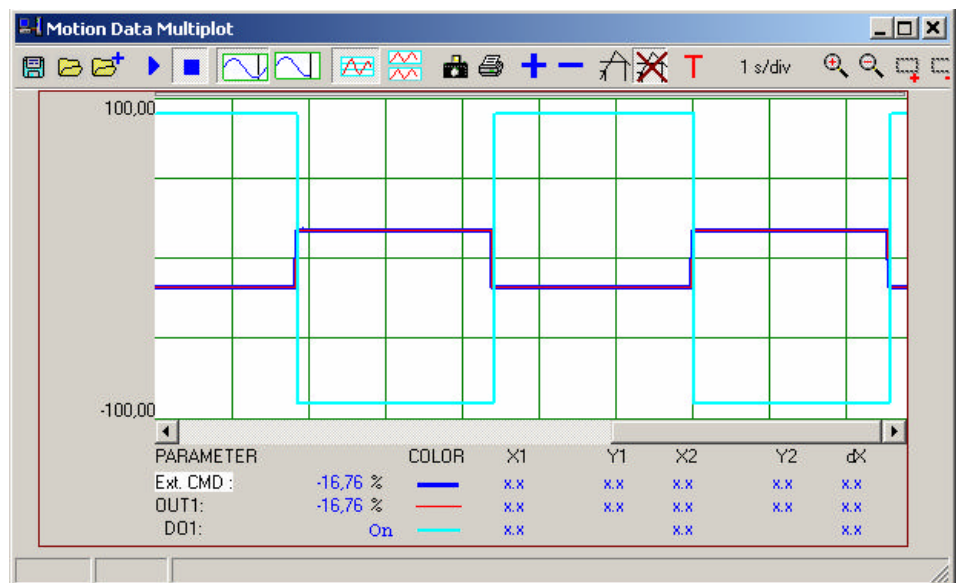 Motion Data Multiplot
T 1 s/div
100,00
-100,00
PARAMETER COLOR X1 Y1 X2 Y2 dX
Ext. CMD : -16,76 % x.x x.x x.x x.x x.x
OUT1: -16,76 % x.x x.x x.x x.x x.x
DO1: On x.x x.x x.x